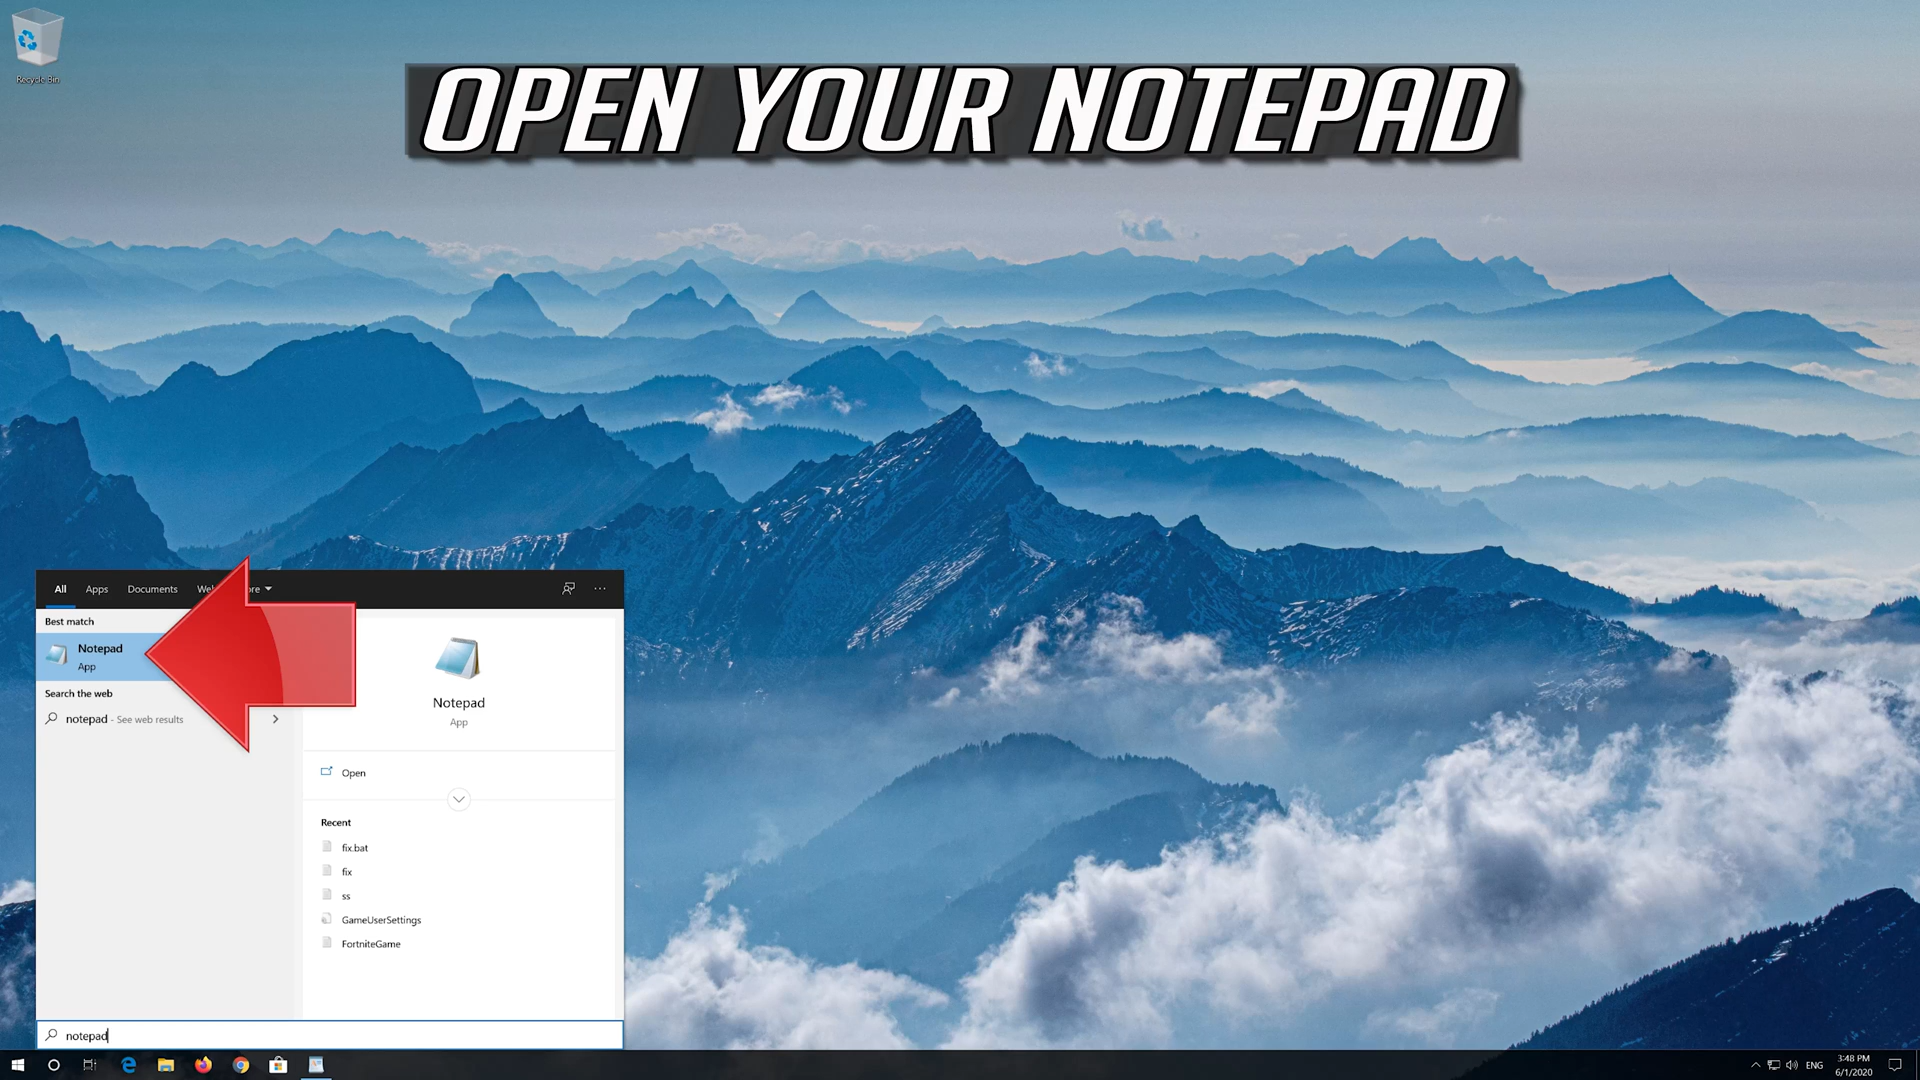 Recycle Bin
OPEN YOUR NOTEPAD
All Apps Documents
Best match
Notepad
App
Search the web
notepad - See web results
Notepad
App
Open
Recent
fix.bat
fix
ss
GameUserSettings
FortniteGame
notepad
ENG
3:48 PM
6/1/2020